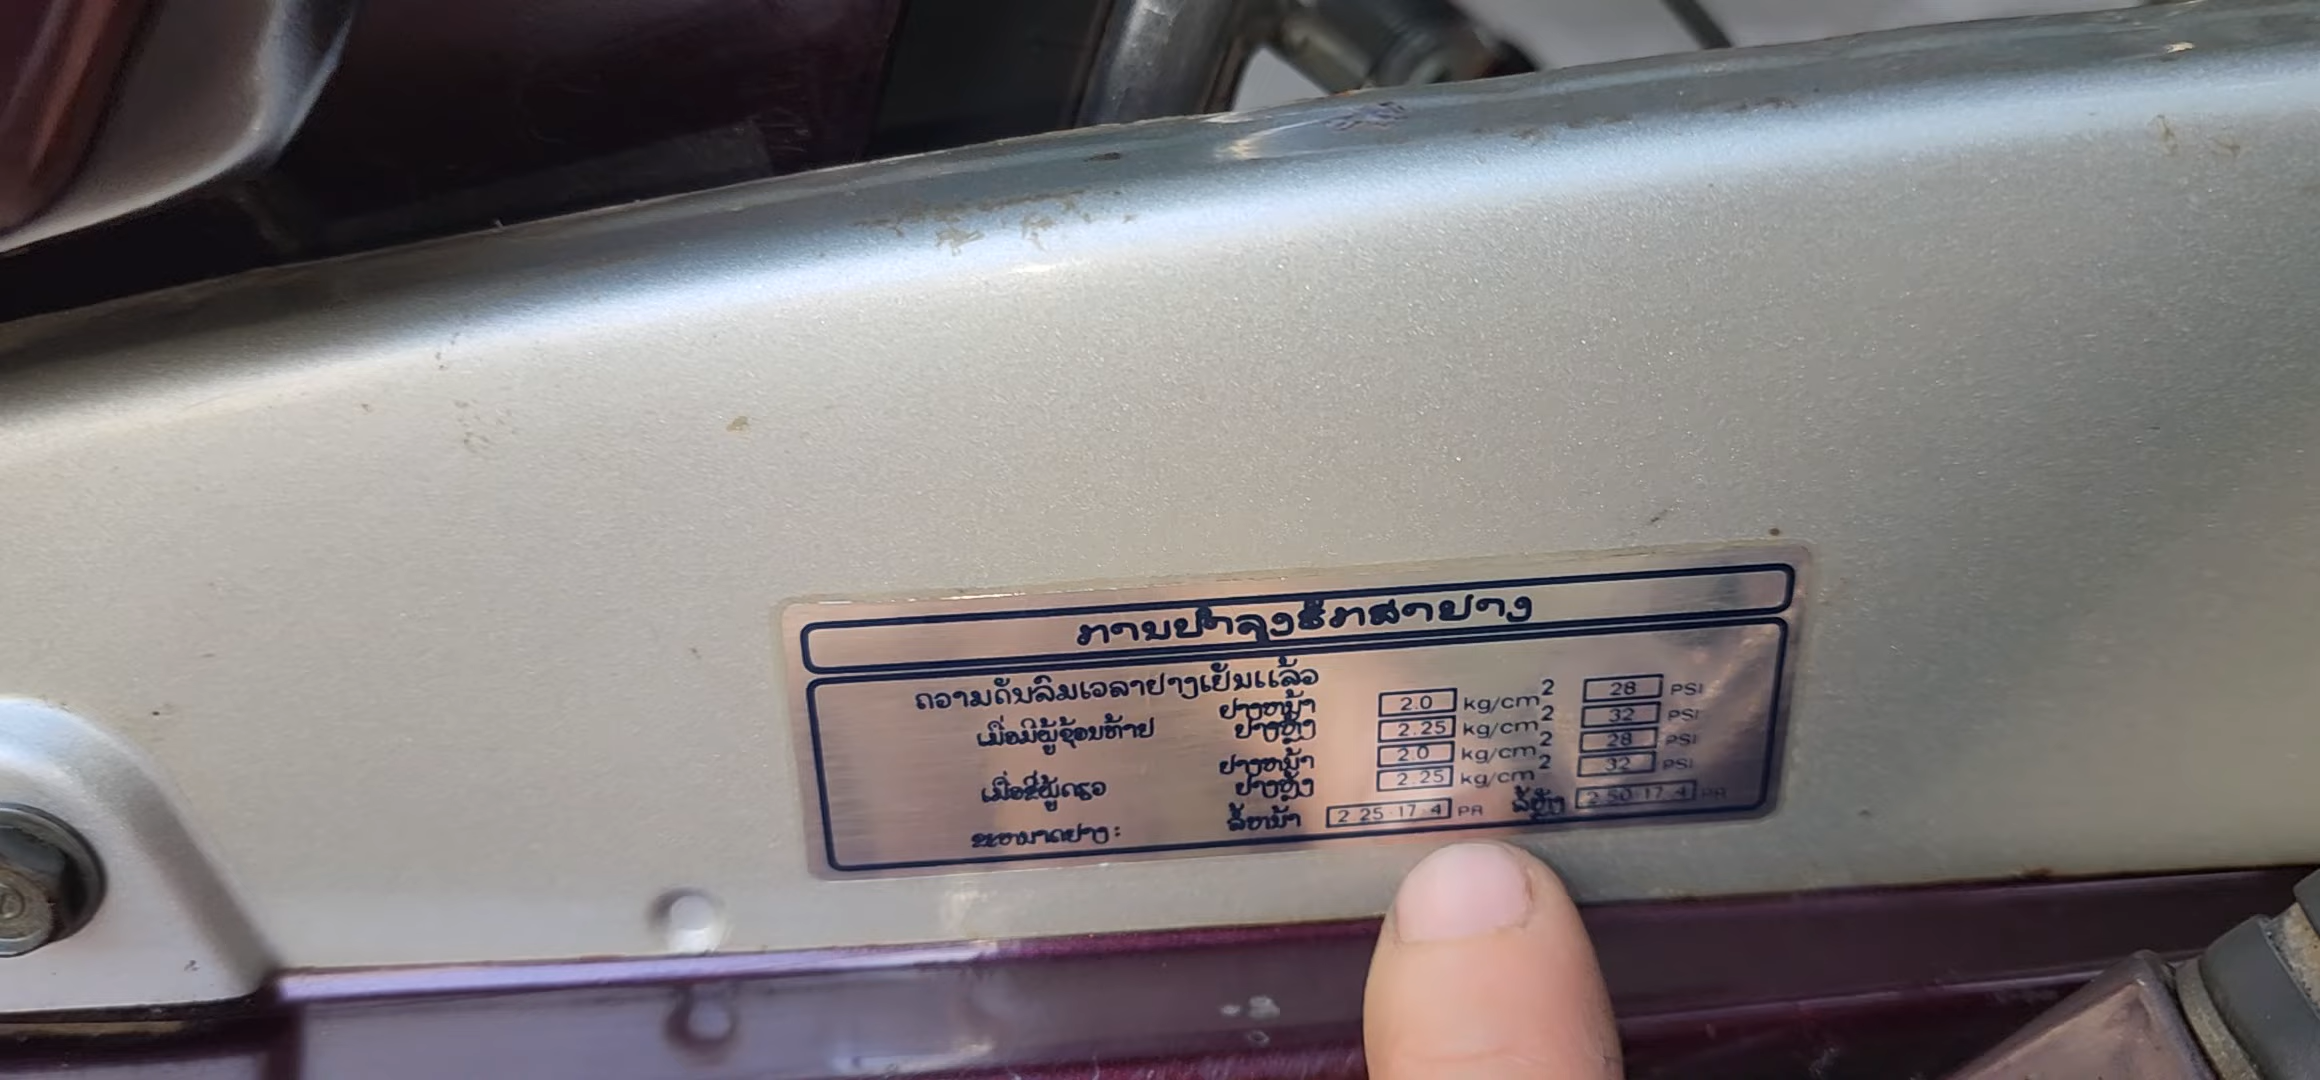 ການບຳລຸງຮັກສາຢາງ
ຄວາມດັນລົມເວລາຢາງເຢັນແລ້ວ
ເມື່ອມີຜູ້ຊ້ອນທ້າຍ ຢາງຫນ້າ 2.0 kg/cm² 28 PSI
ຢາງຫຼັງ 2.25 kg/cm² 32 PSI
ເມື່ອຂີ່ຜູ້ດຽວ ຢາງຫນ້າ 2.0 kg/cm² 28 PSI
ຢາງຫຼັງ 2.25 kg/cm² 32 PSI
ຂະຫນາດຢາງ: ລໍ້ຫນ້າ 2.25-17-4 PR ລໍ້ຫຼັງ 2.50-17-4 PR